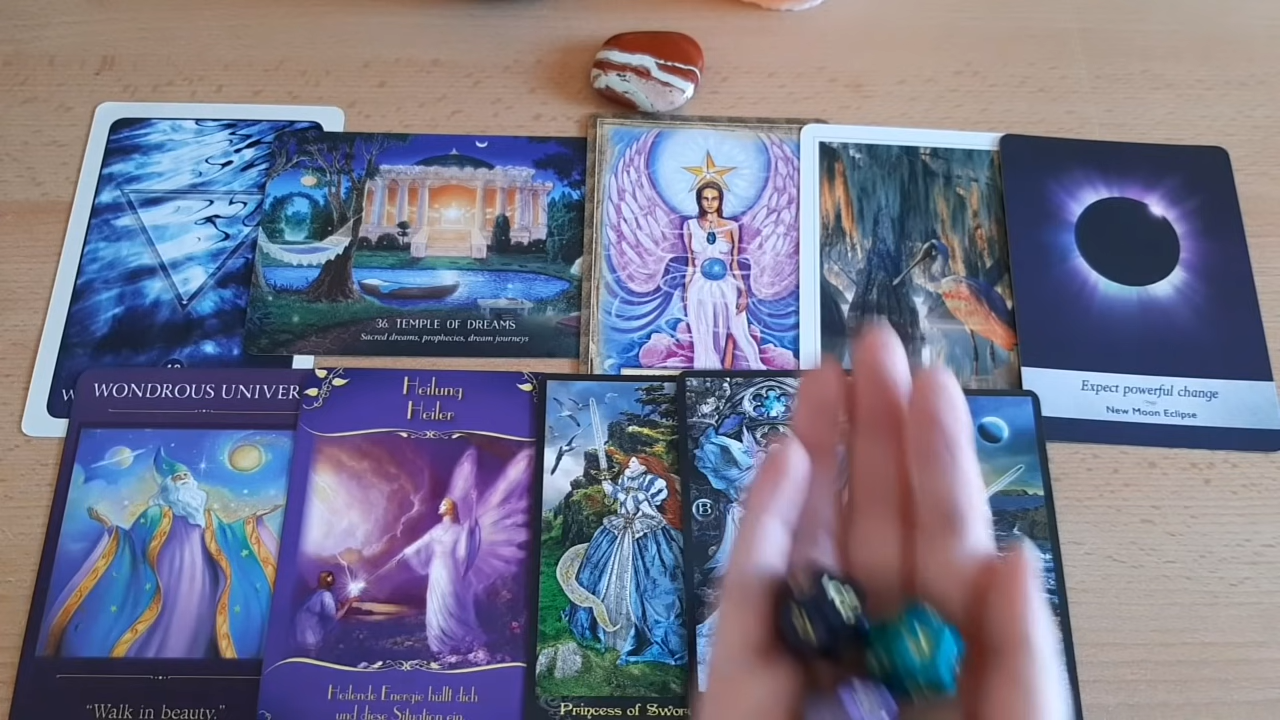 36. TEMPLE OF DREAMS
Sacred dreams, prophecies, dream journeys
Expect powerful change
New Moon Eclipse
WONDROUS UNIVER
"Walk in beauty."
Heilung
Heiler
Heilende Energie hüllt dich
und diese Situation ein.
Princess of Swor
B